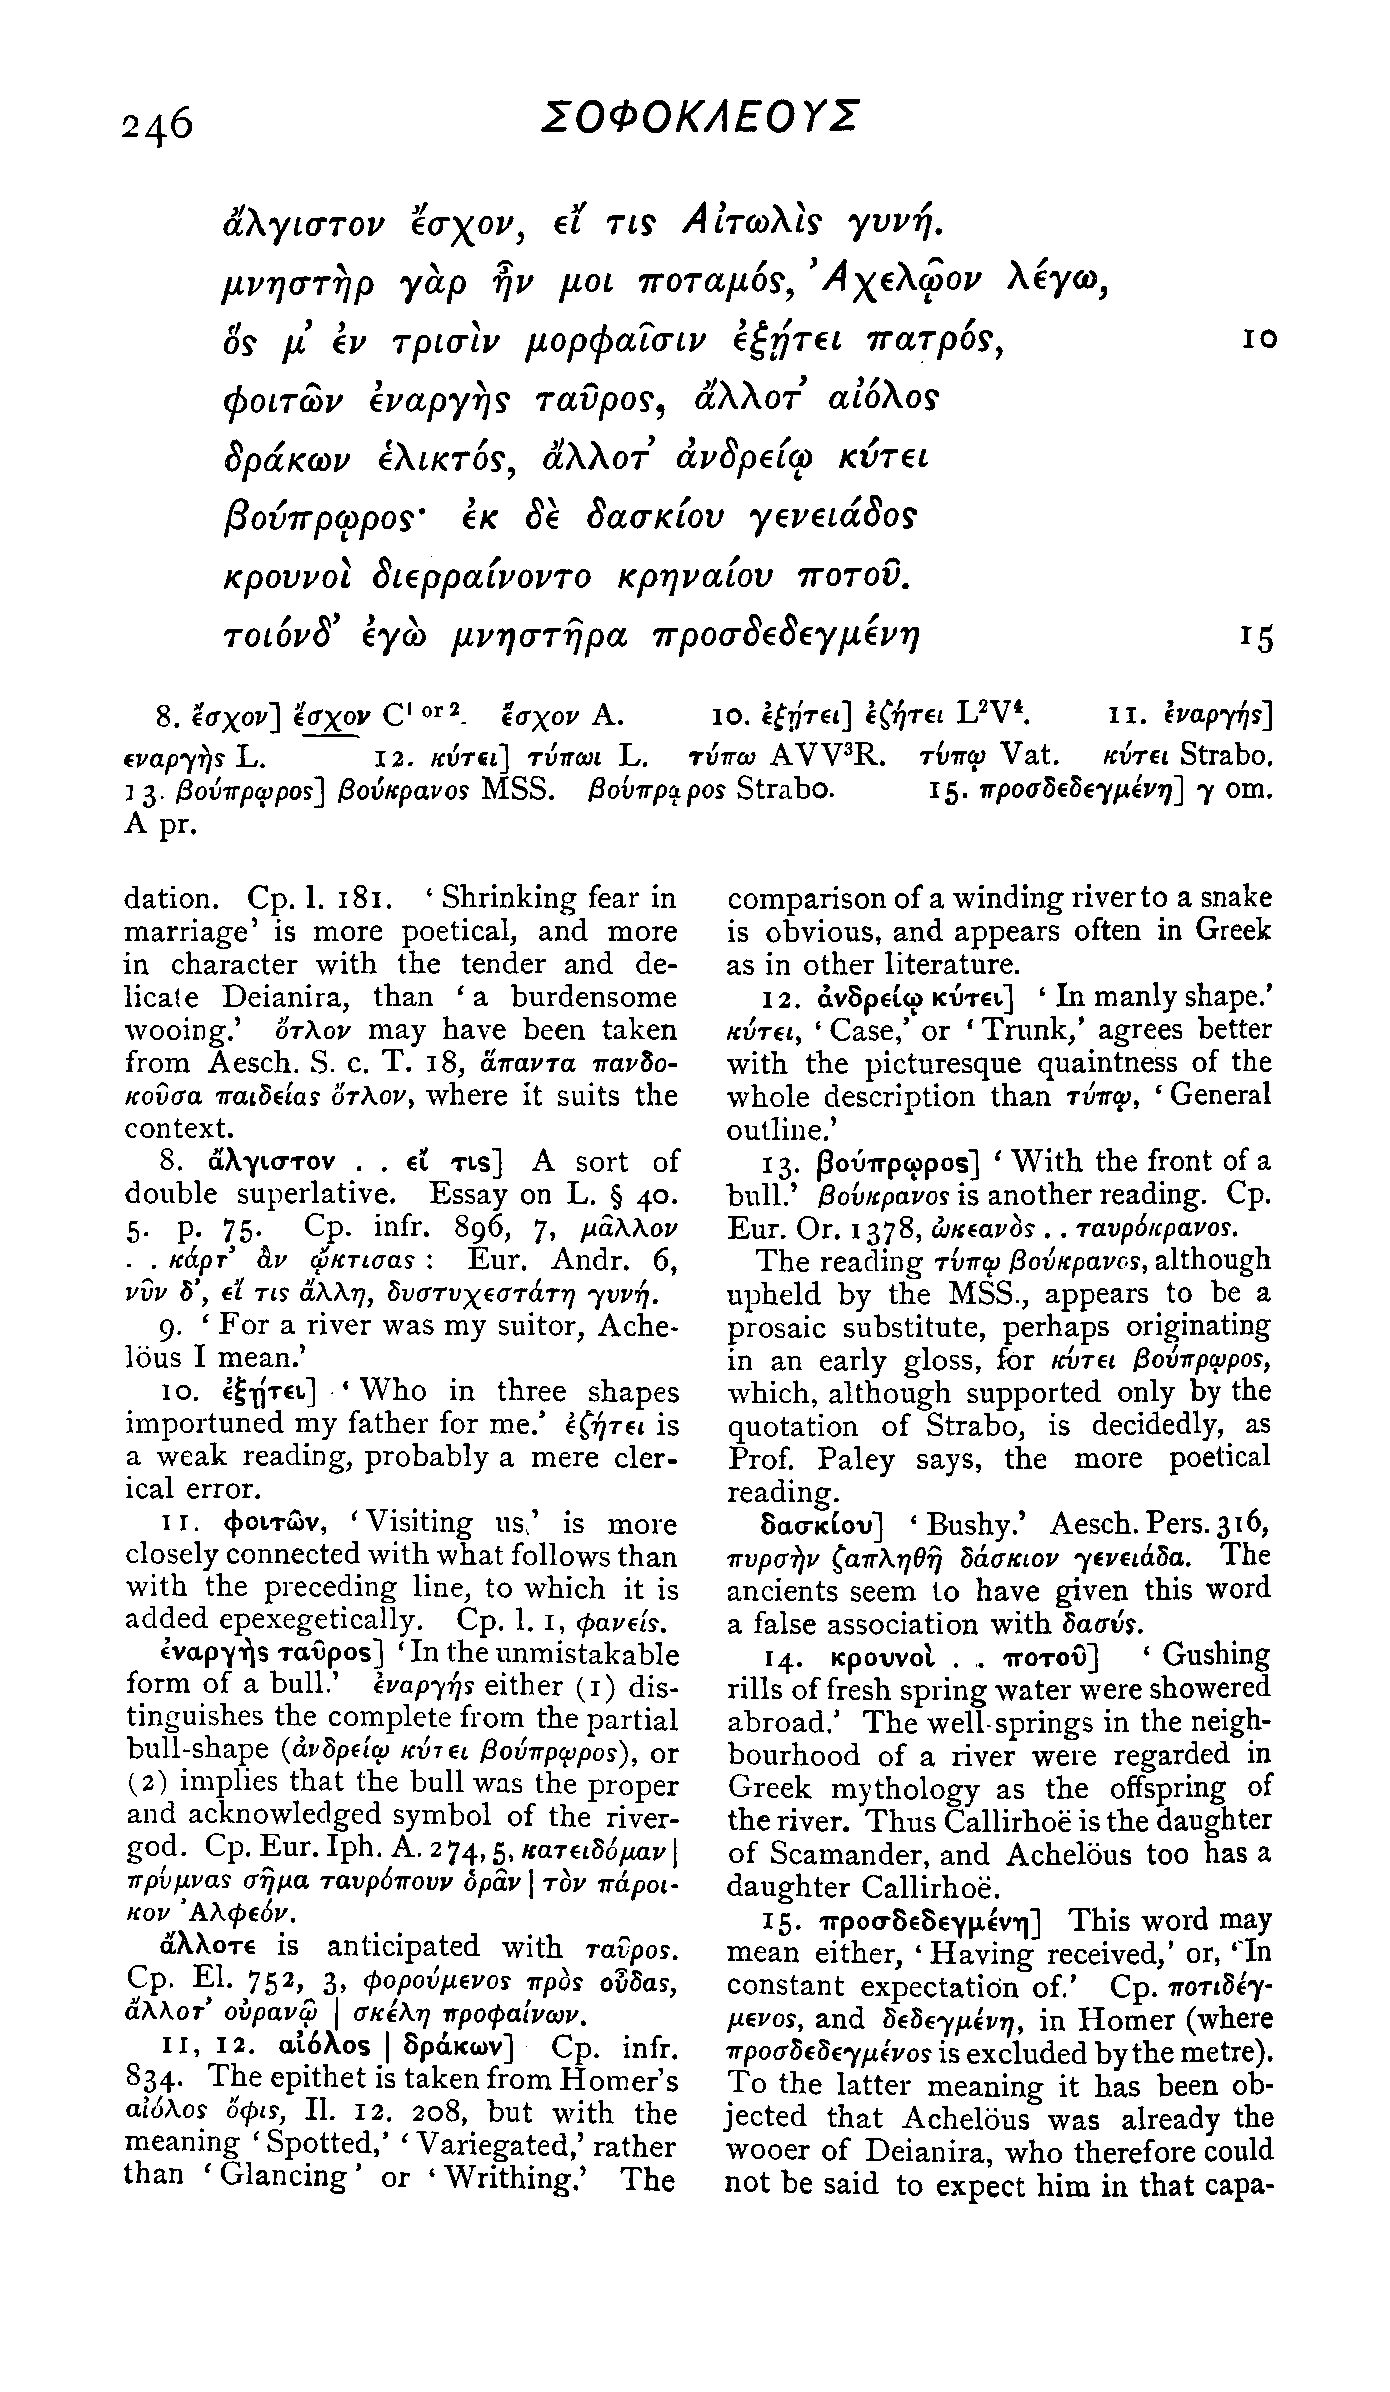 246
ΣΟΦΟΚΛΕΟΥΣ
ἄλγιστον ἔσχον, εἴ τις Αἰτωλὶς γυνή.
μνηστὴρ γὰρ ἦν μοι ποταμός, Ἀχελῷον λέγω,
ὅς μ’ ἐν τρισὶν μορφαῖσιν ἐξῄτει πατρός, 10
φοιτῶν ἐναργὴς ταῦρος, ἄλλοτ’ αἰόλος
δράκων ἑλικτός, ἄλλοτ’ ἀνδρείῳ κύτει
βούπρῳρος· ἐκ δὲ δασκίου γενειάδος
κρουνοὶ διερραίνοντο κρηναίου ποτοῦ.
τοιόνδ’ ἐγὼ μνηστῆρα προσδεδεγμένη 15
8. ἔσχον] ἔσχον C¹ ᵒʳ ². ἔσχον A. 10. ἐξῄτει] ἐζήτει L²V⁴. 11. ἐναργής]
εναργὴς L. 12. κύτει] τύπωι L. τύπω AVV³R. τύπῳ Vat. κύτει Strabo.
13. βούπρῳρος] βούκρανος MSS. βούπρᾳρος Strabo. 15. προσδεδεγμένη] γ om.
A pr.
dation. Cp. l. 181. ‘Shrinking fear in
marriage’ is more poetical, and more
in character with the tender and de-
licate Deianira, than ‘a burdensome
wooing.’ ὄτλον may have been taken
from Aesch. S. c. T. 18, ἅπαντα πανδο-
κοῦσα παιδείας ὄτλον, where it suits the
context.
8. ἄλγιστον . . εἴ τις] A sort of
double superlative. Essay on L. § 40.
5. p. 75. Cp. infr. 896, 7, μᾶλλον
. . κάρτ’ ἂν ᾤκτισας : Eur. Andr. 6,
νῦν δ’, εἴ τις ἄλλη, δυστυχεστάτη γυνή.
9. ‘For a river was my suitor, Ache-
löus I mean.’
10. ἐξῄτει] ‘Who in three shapes
importuned my father for me.’ ἐζήτει is
a weak reading, probably a mere cler-
ical error.
11. φοιτῶν, ‘Visiting us,’ is more
closely connected with what follows than
with the preceding line, to which it is
added epexegetically. Cp. l. 1, φανείς.
ἐναργὴς ταῦρος] ‘In the unmistakable
form of a bull.’ ἐναργής either (1) dis-
tinguishes the complete from the partial
bull-shape (ἀνδρείῳ κύτει βούπρῳρος), or
(2) implies that the bull was the proper
and acknowledged symbol of the river-
god. Cp. Eur. Iph. A. 274, 5, κατειδόμαν |
πρύμνας σῆμα ταυρόπουν ὁρᾶν | τὸν πάροι-
κον Ἀλφεόν.
ἄλλοτε is anticipated with ταῦρος.
Cp. El. 752, 3, φορούμενος πρὸς οὖδας,
ἄλλοτ’ οὐρανῷ | σκέλη προφαίνων.
11, 12. αἰόλος | δράκων] Cp. infr.
834. The epithet is taken from Homer’s
αἰόλος ὄφις, Il. 12. 208, but with the
meaning ‘Spotted,’ ‘Variegated,’ rather
than ‘Glancing’ or ‘Writhing.’ The
comparison of a winding river to a snake
is obvious, and appears often in Greek
as in other literature.
12. ἀνδρείῳ κύτει] ‘In manly shape.’
κύτει, ‘Case,’ or ‘Trunk,’ agrees better
with the picturesque quaintness of the
whole description than τύπῳ, ‘General
outline.’
13. βούπρῳρος] ‘With the front of a
bull.’ βούκρανος is another reading. Cp.
Eur. Or. 1378, ὠκεανὸς . . ταυρόκρανος.
The reading τύπῳ βούκρανος, although
upheld by the MSS., appears to be a
prosaic substitute, perhaps originating
in an early gloss, for κύτει βούπρῳρος,
which, although supported only by the
quotation of Strabo, is decidedly, as
Prof. Paley says, the more poetical
reading.
δασκίου] ‘Bushy.’ Aesch. Pers. 316,
πυρσὴν ζαπληθῆ δάσκιον γενειάδα. The
ancients seem to have given this word
a false association with δασύς.
14. κρουνοὶ . . ποτοῦ] ‘Gushing
rills of fresh spring water were showered
abroad.’ The well-springs in the neigh-
bourhood of a river were regarded in
Greek mythology as the offspring of
the river. Thus Callirhoë is the daughter
of Scamander, and Achelöus too has a
daughter Callirhoë.
15. προσδεδεγμένη] This word may
mean either, ‘Having received,’ or, ‘In
constant expectation of.’ Cp. ποτιδέγ-
μενος, and δεδεγμένη, in Homer (where
προσδεδεγμένος is excluded by the metre).
To the latter meaning it has been ob-
jected that Achelöus was already the
wooer of Deianira, who therefore could
not be said to expect him in that capa-